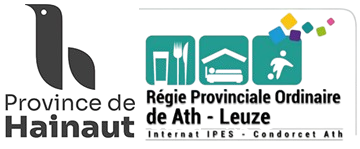 Province de
Hainaut
Régie Provinciale Ordinaire
de Ath - Leuze
Internat IPES - Condorcet Ath